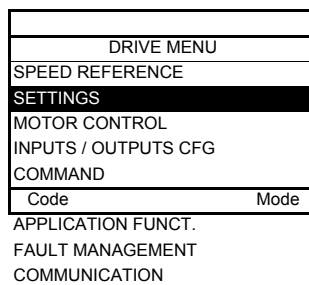 DRIVE MENU
SPEED REFERENCE
SETTINGS
MOTOR CONTROL
INPUTS / OUTPUTS CFG
COMMAND
Code Mode
APPLICATION FUNCT.
FAULT MANAGEMENT
COMMUNICATION